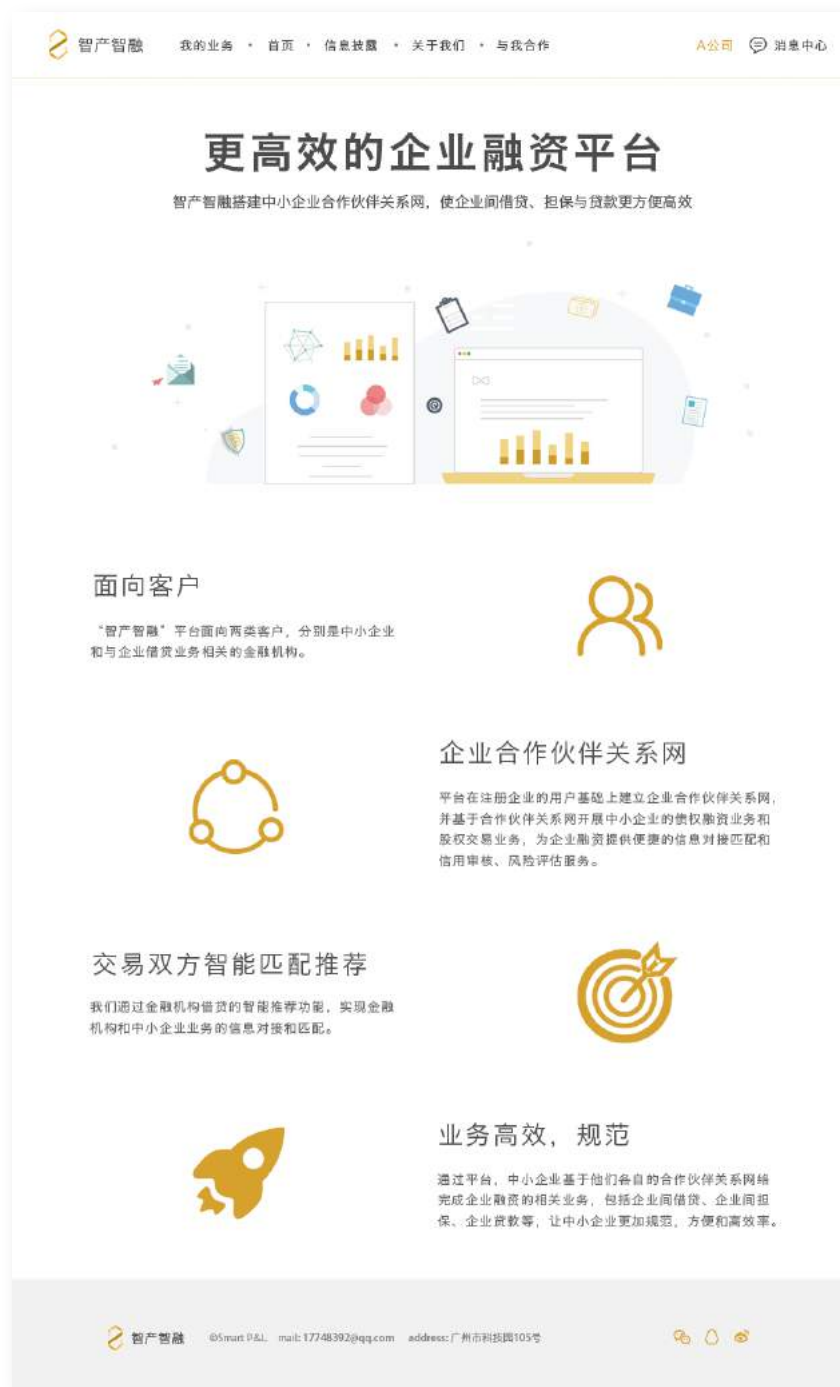 智产智融 我的业务 · 首页 · 信息披露 · 关于我们 · 与我合作 A公司 消息中心
更高效的企业融资平台
智产智融搭建中小企业合作伙伴关系网，使企业间借贷、担保与贷款更方便高效
面向客户
“智产智融”平台面向两类客户，分别是中小企业
和与企业借贷业务相关的金融机构。
企业合作伙伴关系网
平台在注册企业的用户基础上建立企业合作伙伴关系网，
并基于合作伙伴关系网开展中小企业的债权融资业务和
股权交易业务，为企业融资提供便捷的信息对接匹配和
信用审核、风险评估服务。
交易双方智能匹配推荐
我们通过金融机构借贷的智能推荐功能，实现金融
机构和中小企业业务的信息对接和匹配。
业务高效，规范
通过平台，中小企业基于他们各自的合作伙伴关系网络
完成企业融资的相关业务，包括企业间借贷、企业间担
保、企业贷款等，让中小企业更加规范，方便和高效率。
智产智融 ©Smart P&L mail: 17748392@qq.com address: 广州市科技园105号